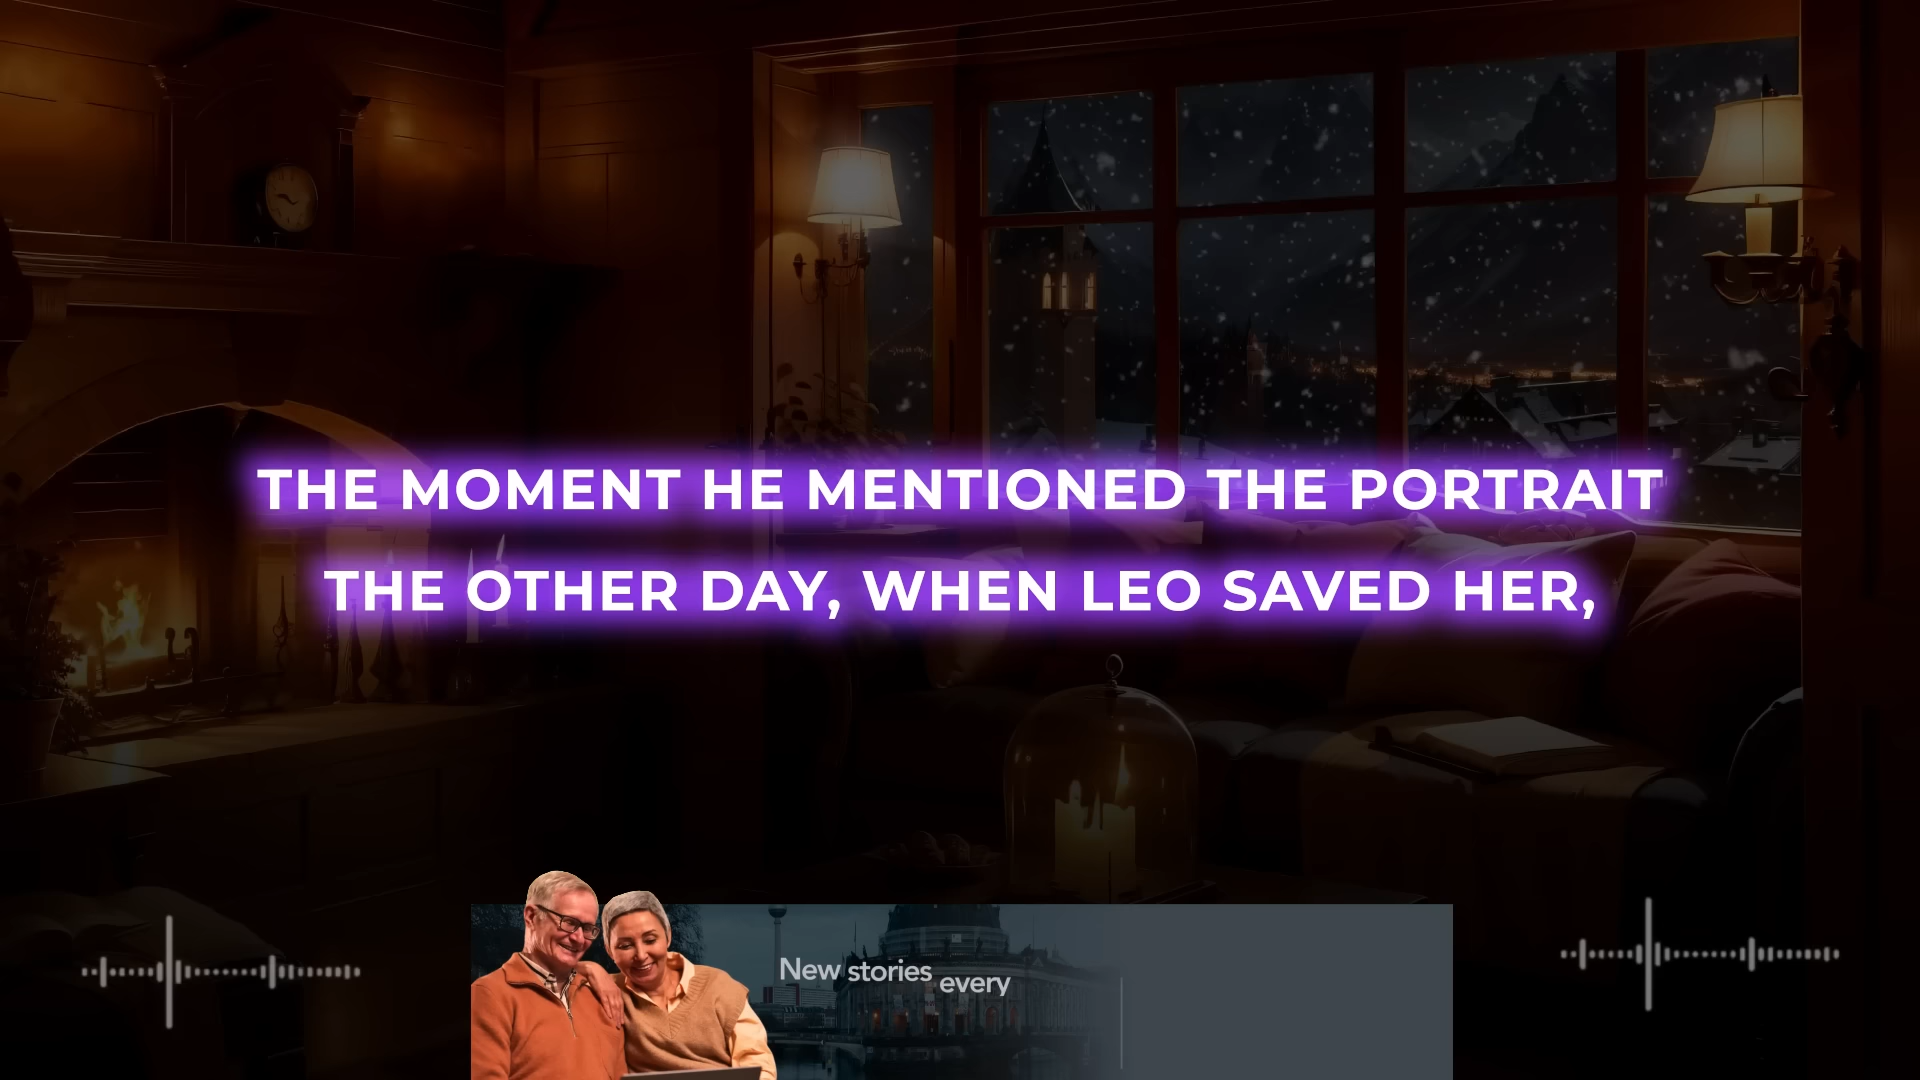 THE MOMENT HE MENTIONED THE PORTRAIT
THE OTHER DAY, WHEN LEO SAVED HER,
New stories every